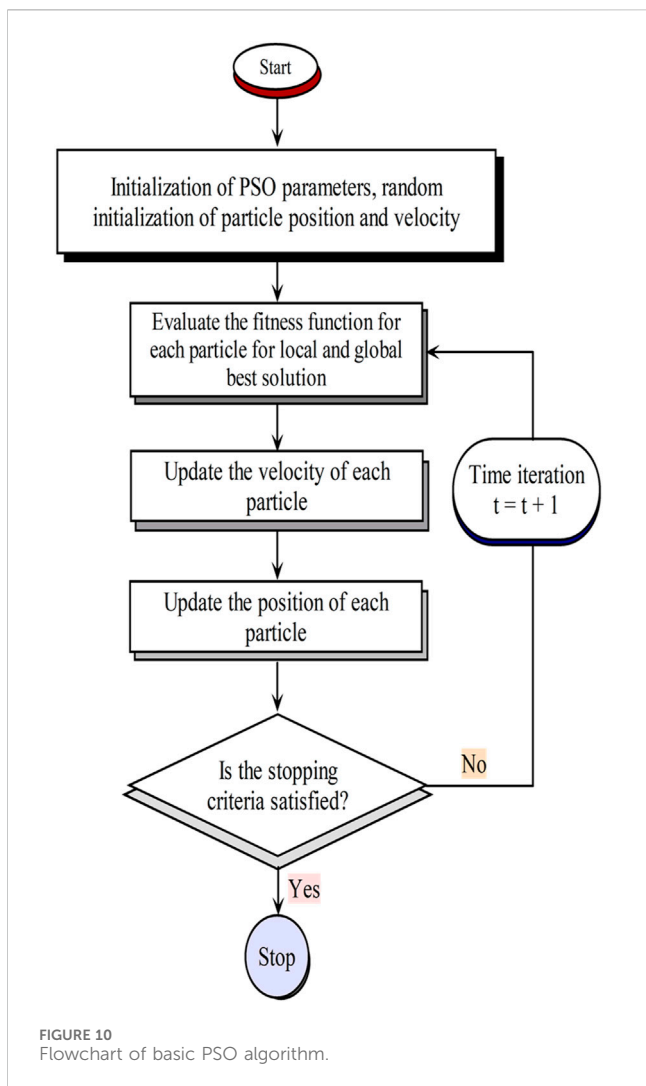 Start
Initialization of PSO parameters, random
initialization of particle position and velocity
Evaluate the fitness function for
each particle for local and global
best solution
Update the velocity of each
particle
Time iteration
t = t + 1
Update the position of each
particle
Is the stopping
criteria satisfied?
No
Yes
Stop
FIGURE 10
Flowchart of basic PSO algorithm.